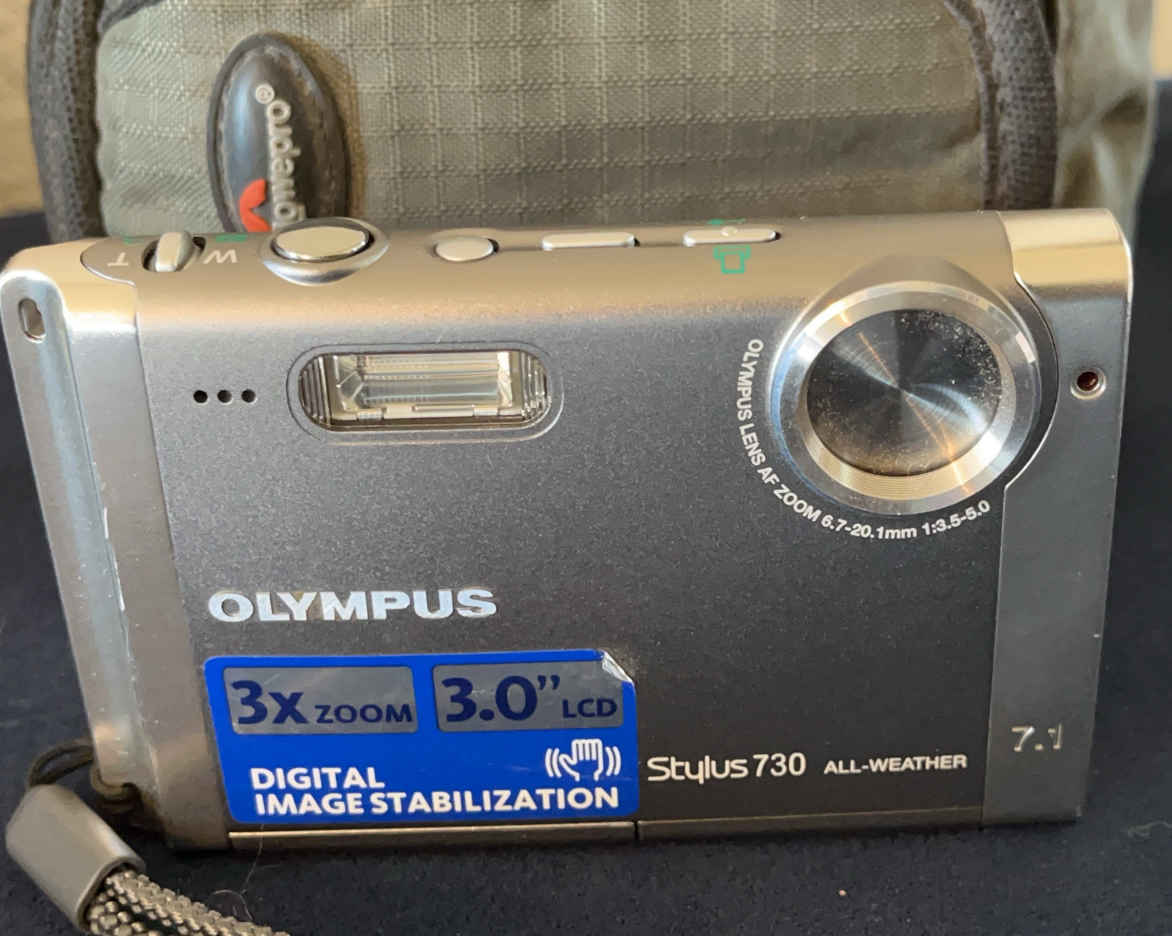 ®
T W
OLYMPUS LENS AF ZOOM 6.7-20.1mm 1:3.5-5.0
OLYMPUS
3x ZOOM
3.0” LCD
DIGITAL
IMAGE STABILIZATION
Stylus 730 ALL-WEATHER
7.1